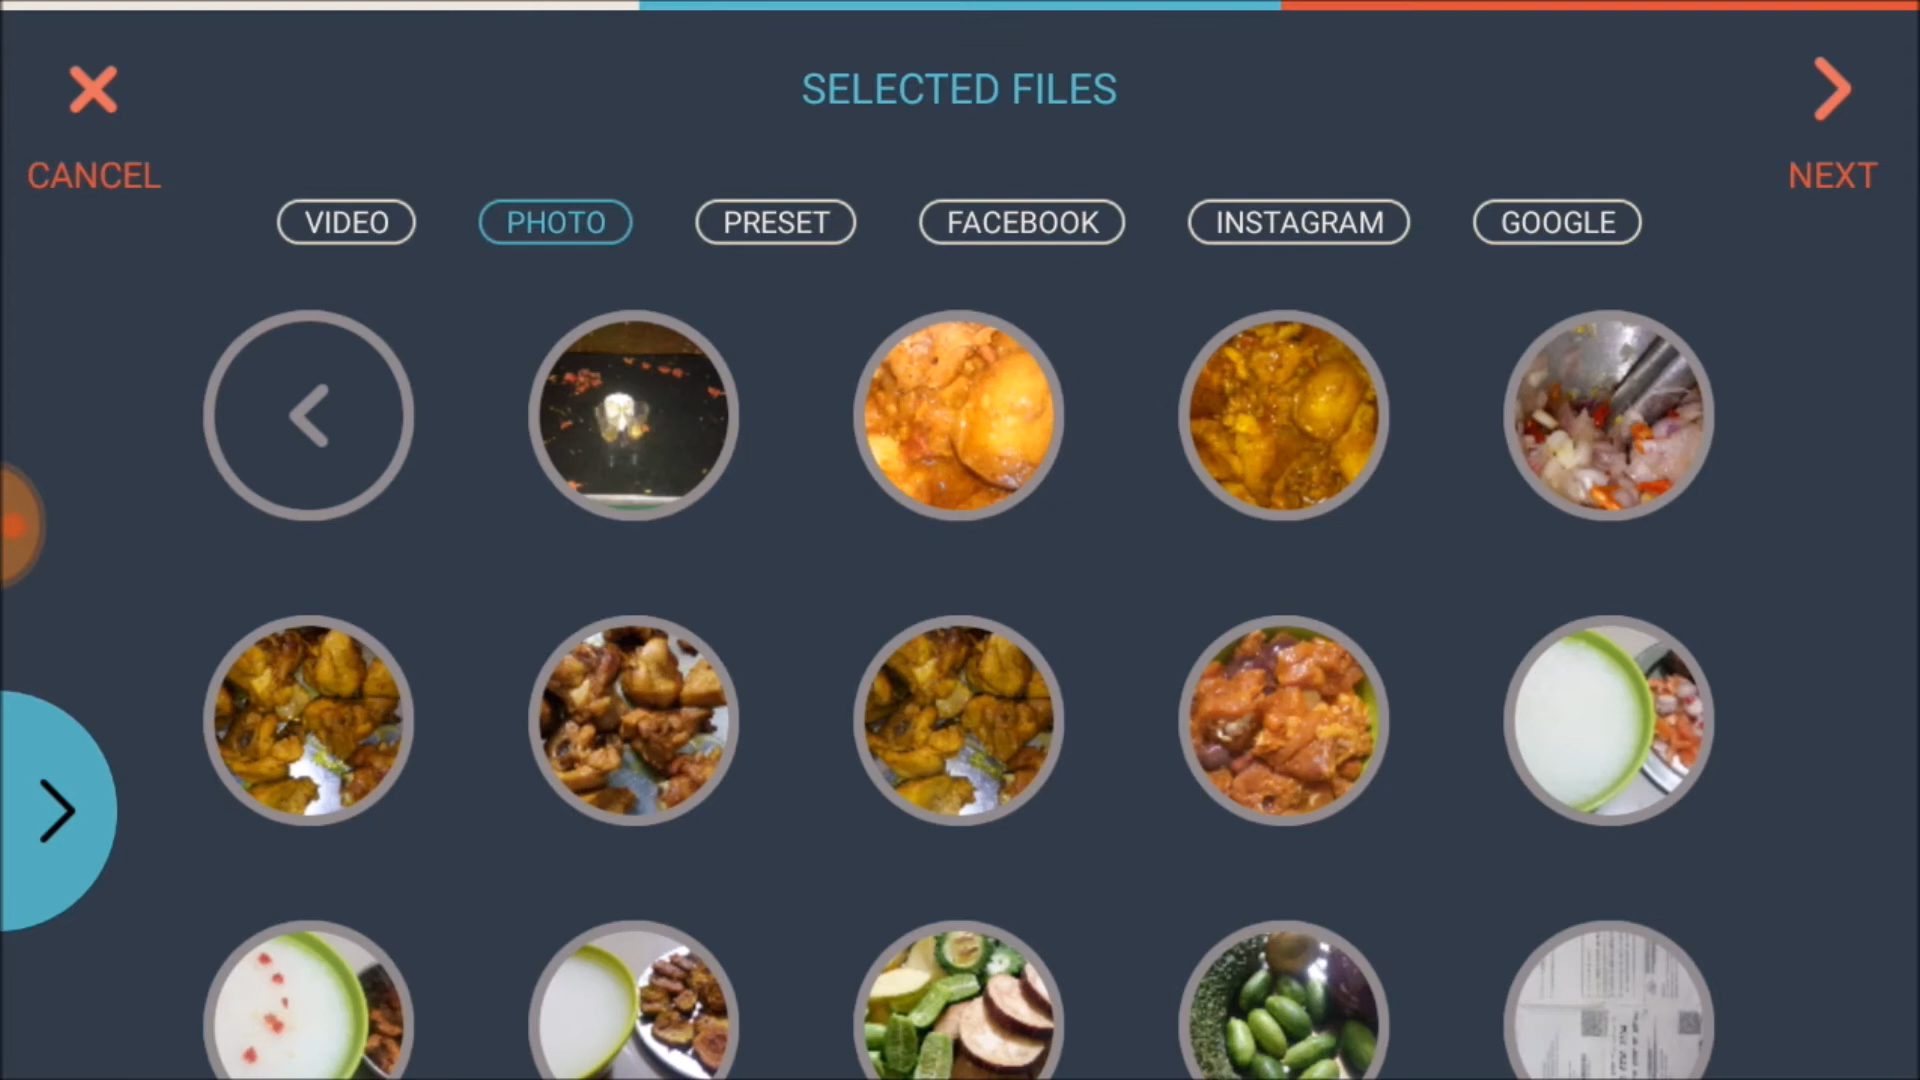 SELECTED FILES
CANCEL
NEXT
VIDEO
PHOTO
PRESET
FACEBOOK
INSTAGRAM
GOOGLE